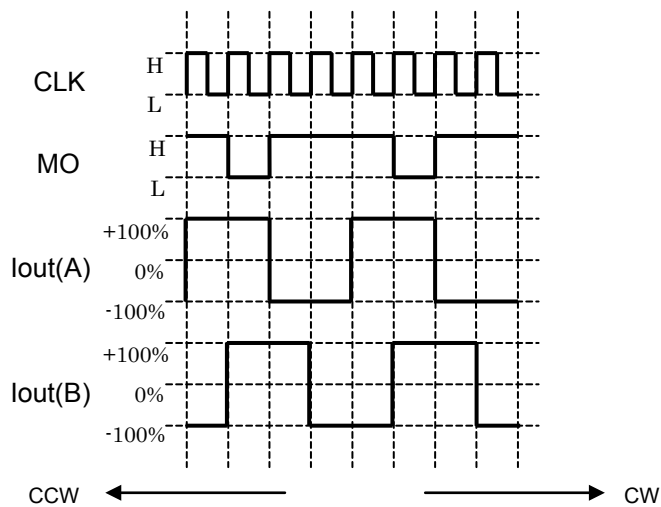 CLK
H
L
MO
H
L
Iout(A)
+100%
0%
-100%
Iout(B)
+100%
0%
-100%
CCW
CW